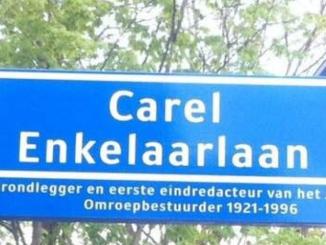 Carel
Enkelaarlaan
rondlegger en eerste eindredacteur van het
Omroepbestuurder 1921-1996